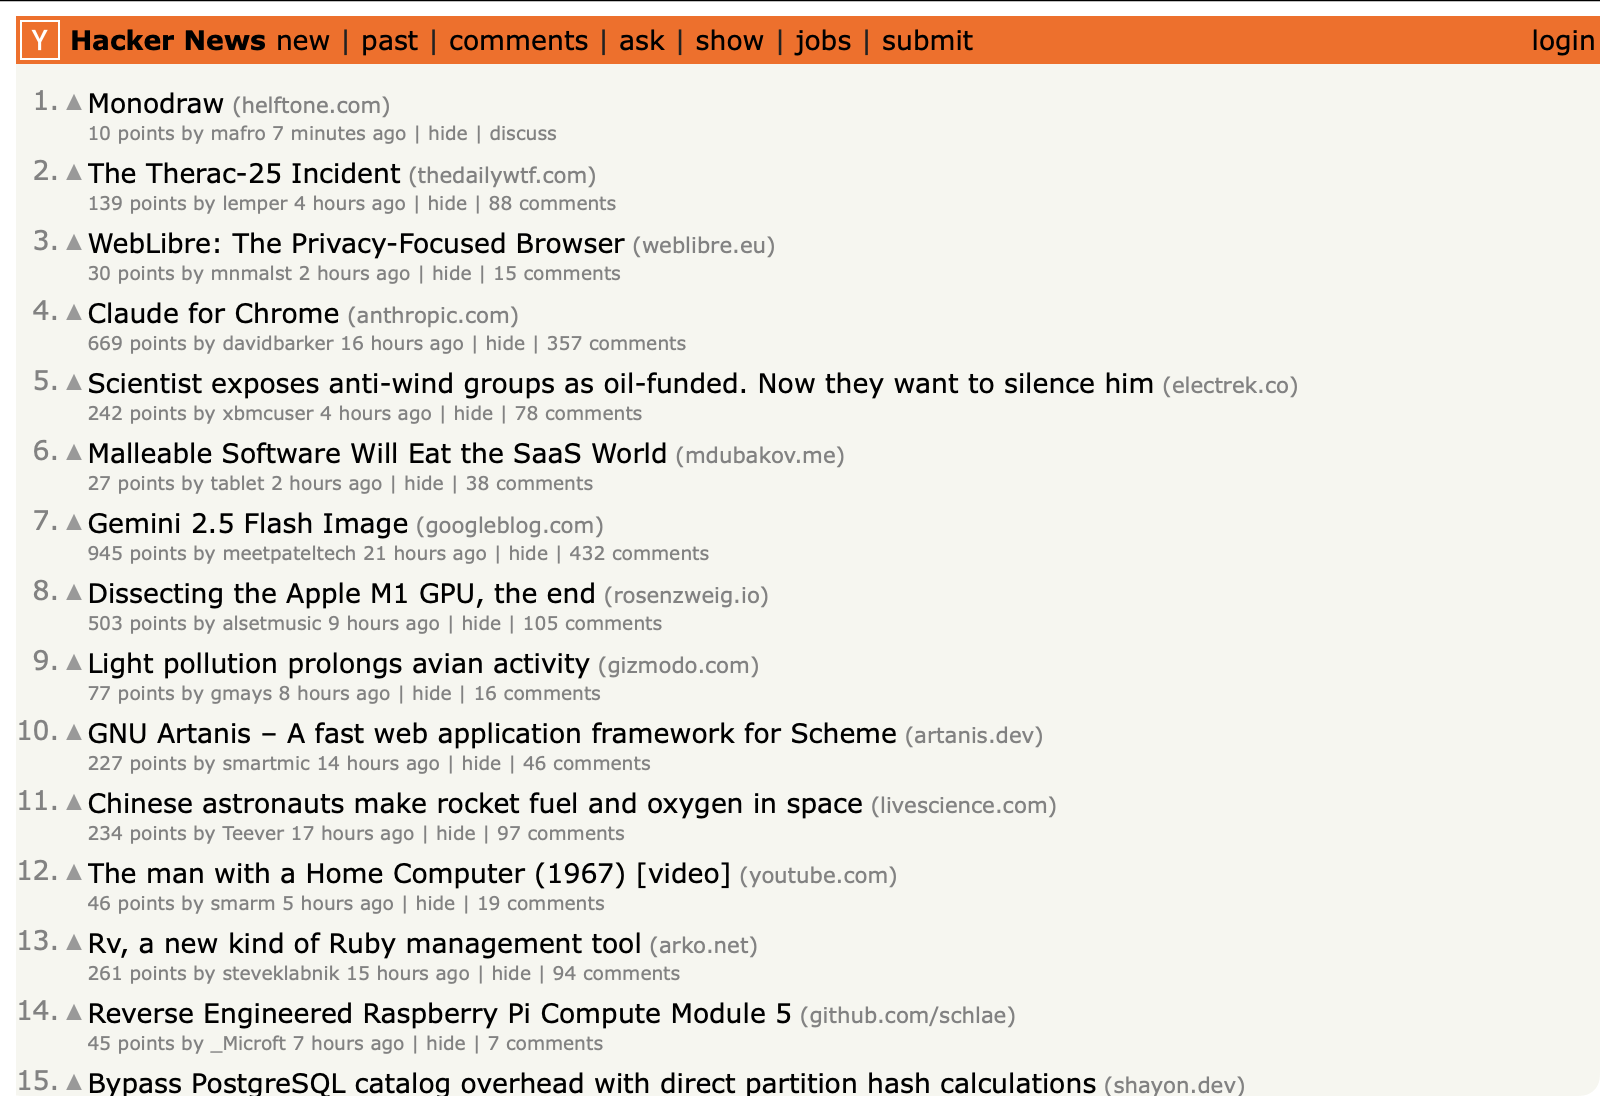 Y Hacker News new | past | comments | ask | show | jobs | submit login
1. ▲ Monodraw (helftone.com)
10 points by mafro 7 minutes ago | hide | discuss
2. ▲ The Therac-25 Incident (thedailywtf.com)
139 points by lemper 4 hours ago | hide | 88 comments
3. ▲ WebLibre: The Privacy-Focused Browser (weblibre.eu)
30 points by mnmalst 2 hours ago | hide | 15 comments
4. ▲ Claude for Chrome (anthropic.com)
669 points by davidbarker 16 hours ago | hide | 357 comments
5. ▲ Scientist exposes anti-wind groups as oil-funded. Now they want to silence him (electrek.co)
242 points by xbmcuser 4 hours ago | hide | 78 comments
6. ▲ Malleable Software Will Eat the SaaS World (mdubakov.me)
27 points by tablet 2 hours ago | hide | 38 comments
7. ▲ Gemini 2.5 Flash Image (googleblog.com)
945 points by meetpateltech 21 hours ago | hide | 432 comments
8. ▲ Dissecting the Apple M1 GPU, the end (rosenzweig.io)
503 points by alsetmusic 9 hours ago | hide | 105 comments
9. ▲ Light pollution prolongs avian activity (gizmodo.com)
77 points by gmays 8 hours ago | hide | 16 comments
10. ▲ GNU Artanis – A fast web application framework for Scheme (artanis.dev)
227 points by smartmic 14 hours ago | hide | 46 comments
11. ▲ Chinese astronauts make rocket fuel and oxygen in space (livescience.com)
234 points by Teever 17 hours ago | hide | 97 comments
12. ▲ The man with a Home Computer (1967) [video] (youtube.com)
46 points by smarm 5 hours ago | hide | 19 comments
13. ▲ Rv, a new kind of Ruby management tool (arko.net)
261 points by steveklabnik 15 hours ago | hide | 94 comments
14. ▲ Reverse Engineered Raspberry Pi Compute Module 5 (github.com/schlae)
45 points by _Microft 7 hours ago | hide | 7 comments
15. ▲ Bypass PostgreSQL catalog overhead with direct partition hash calculations (shayon.dev)